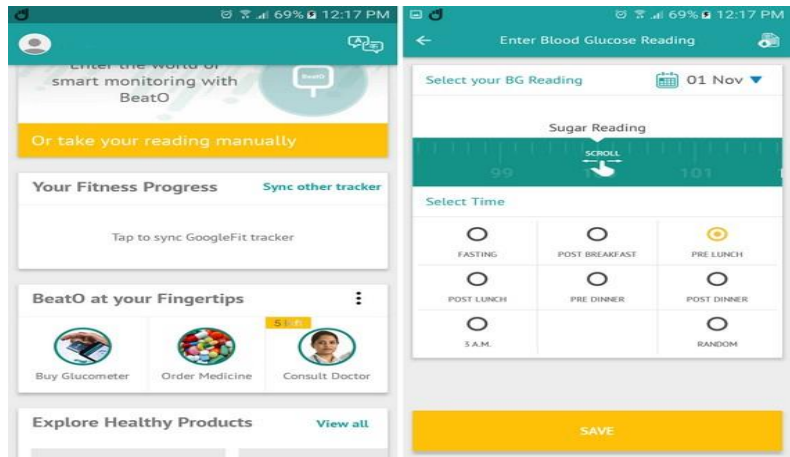 69% 12:17 PM
Enter the world of
smart monitoring with
BeatO
BeatO
Or take your reading manually
Your Fitness Progress Sync other tracker
Tap to sync GoogleFit tracker
BeatO at your Fingertips
Buy Glucometer Order Medicine Consult Doctor
Explore Healthy Products View all
69% 12:17 PM
Enter Blood Glucose Reading
Select your BG Reading 01 Nov
Sugar Reading
SCROLL
99 101
Select Time
FASTING POST BREAKFAST PRE LUNCH
POST LUNCH PRE DINNER POST DINNER
3 A.M. RANDOM
SAVE